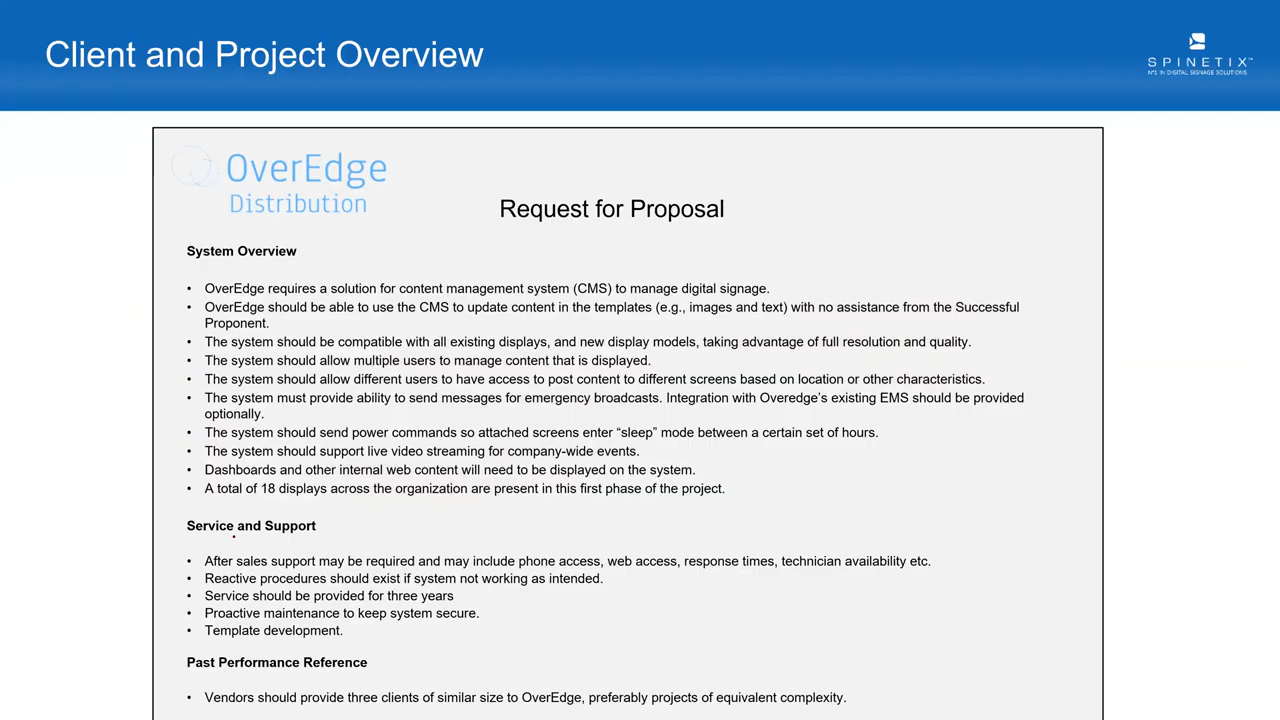 Client and Project Overview
SPINETIX™
N°1 IN DIGITAL SIGNAGE SOLUTIONS
OverEdge
Distribution
Request for Proposal
System Overview
• OverEdge requires a solution for content management system (CMS) to manage digital signage.
• OverEdge should be able to use the CMS to update content in the templates (e.g., images and text) with no assistance from the Successful
Proponent.
• The system should be compatible with all existing displays, and new display models, taking advantage of full resolution and quality.
• The system should allow multiple users to manage content that is displayed.
• The system should allow different users to have access to post content to different screens based on location or other characteristics.
• The system must provide ability to send messages for emergency broadcasts. Integration with Overedge’s existing EMS should be provided
optionally.
• The system should send power commands so attached screens enter “sleep” mode between a certain set of hours.
• The system should support live video streaming for company-wide events.
• Dashboards and other internal web content will need to be displayed on the system.
• A total of 18 displays across the organization are present in this first phase of the project.
Service and Support
• After sales support may be required and may include phone access, web access, response times, technician availability etc.
• Reactive procedures should exist if system not working as intended.
• Service should be provided for three years
• Proactive maintenance to keep system secure.
• Template development.
Past Performance Reference
• Vendors should provide three clients of similar size to OverEdge, preferably projects of equivalent complexity.